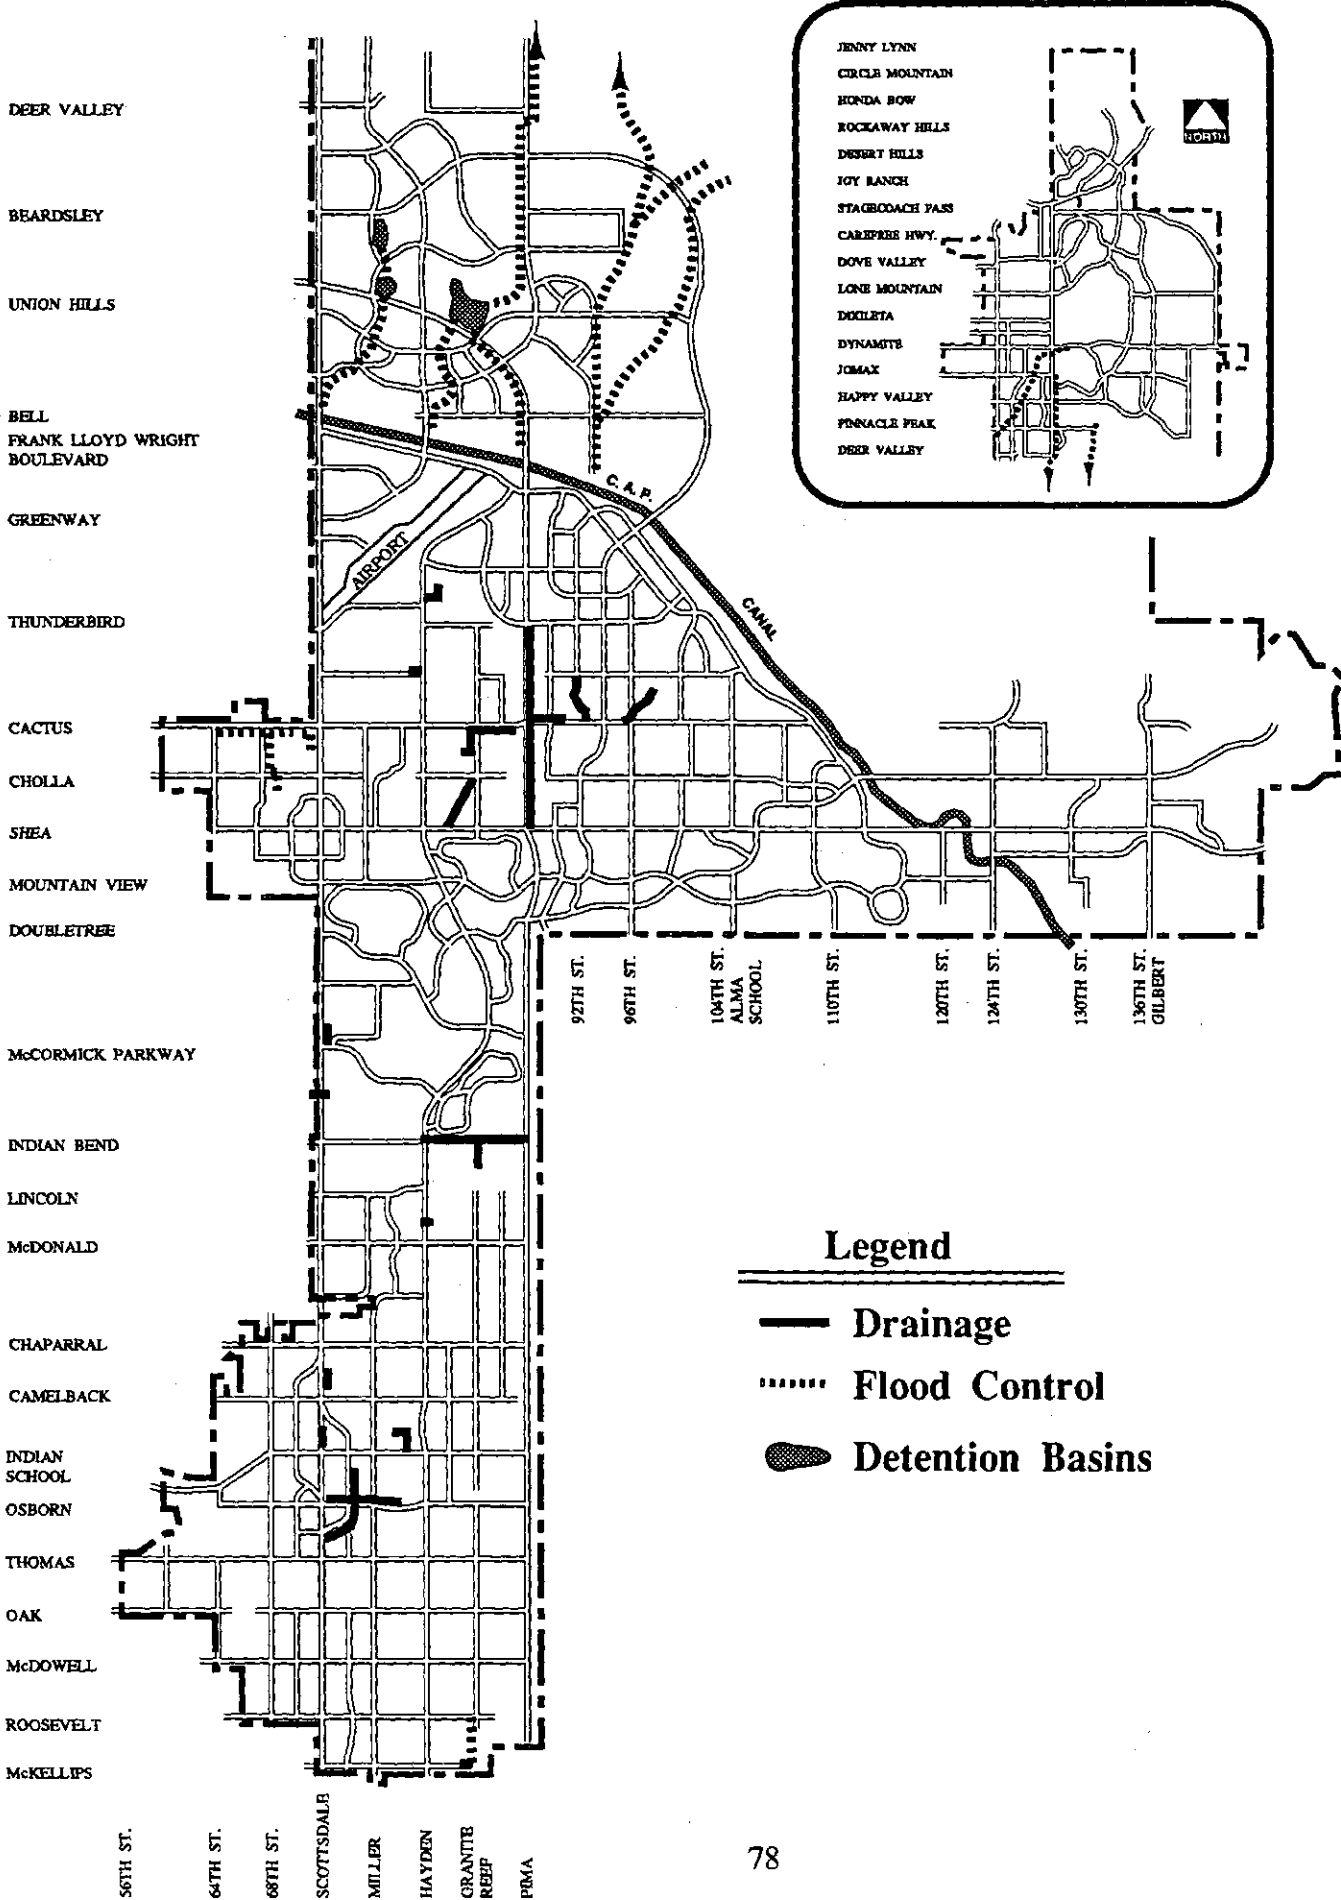 JENNY LYNN
CIRCLE MOUNTAIN
HONDA BOW
ROCKAWAY HILLS
DESERT HILLS
JOY RANCH
STAGECOACH PASS
CAREFREE HWY.
DOVE VALLEY
LONE MOUNTAIN
DIXILETA
DYNAMITE
JOMAX
HAPPY VALLEY
PINNACLE PEAK
DEER VALLEY
NORTH
DEER VALLEY
BEARDSLEY
UNION HILLS
BELL
FRANK LLOYD WRIGHT
BOULEVARD
GREENWAY
THUNDERBIRD
CACTUS
CHOLLA
SHEA
MOUNTAIN VIEW
DOUBLETREE
McCORMICK PARKWAY
INDIAN BEND
LINCOLN
McDONALD
CHAPARRAL
CAMELBACK
INDIAN
SCHOOL
OSBORN
THOMAS
OAK
McDOWELL
ROOSEVELT
McKELLIPS
C. A. P.
CANAL
AIRPORT
92TH ST.
96TH ST.
104TH ST.
ALMA
SCHOOL
110TH ST.
120TH ST.
124TH ST.
130TH ST.
136TH ST.
GILBERT
Legend
Drainage
Flood Control
Detention Basins
56TH ST.
64TH ST.
68TH ST.
SCOTTSDALE
MILLER
HAYDEN
GRANITE
REEF
PIMA
78